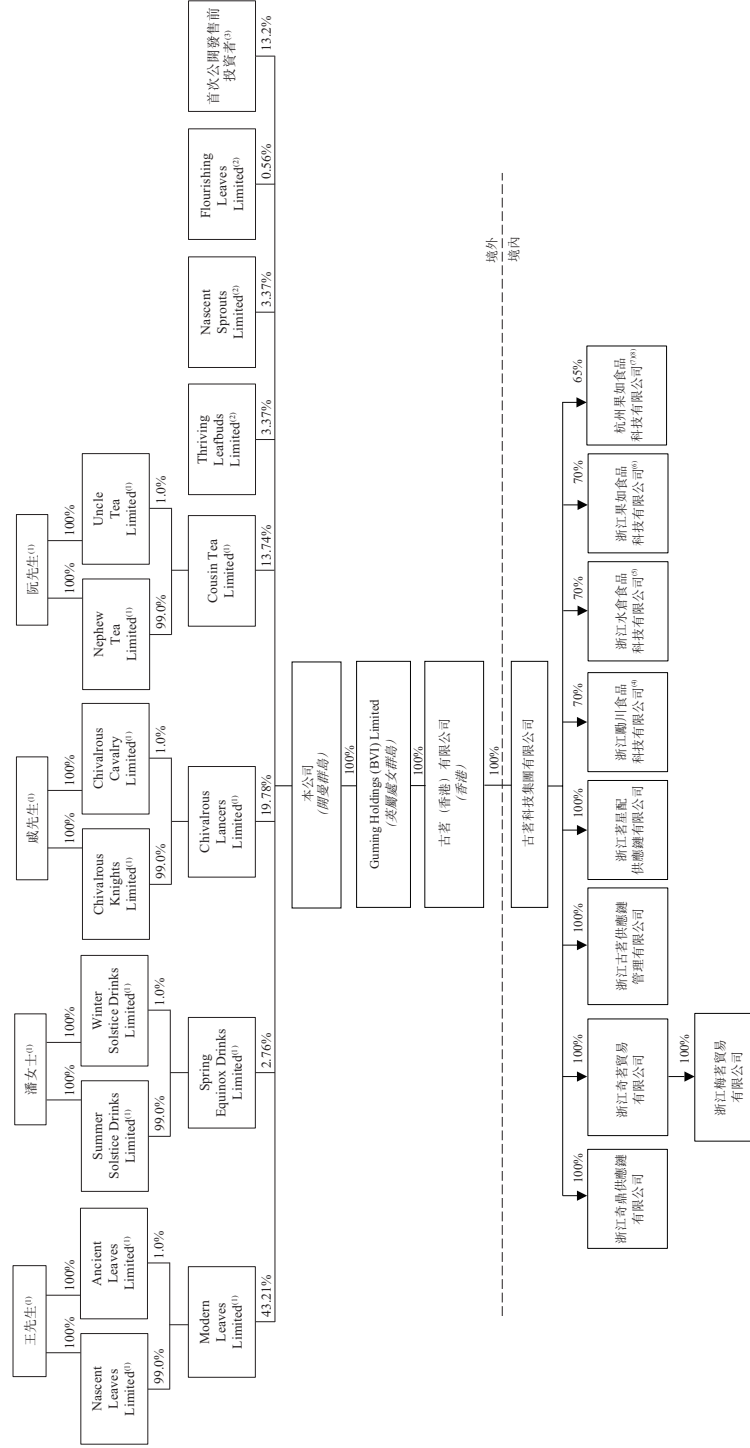 王先生(1)
潘女士(1)
戚先生(1)
阮先生(1)
100%
100%
100%
100%
100%
100%
100%
100%
Nascent
Leaves
Limited(1)
Ancient
Leaves
Limited(1)
Summer
Solstice Drinks
Limited(1)
Winter
Solstice Drinks
Limited(1)
Chivalrous
Knights
Limited(1)
Chivalrous
Cavalry
Limited(1)
Nephew
Tea
Limited(1)
Uncle
Tea
Limited(1)
99.0%
1.0%
99.0%
1.0%
99.0%
1.0%
99.0%
1.0%
Modern
Leaves
Limited(1)
Spring
Equinox Drinks
Limited(1)
Chivalrous
Lancers
Limited(1)
Cousin Tea
Limited(1)
Thriving
Leafbuds
Limited(2)
Nascent
Sprouts
Limited(2)
Flourishing
Leaves
Limited(2)
首次公開發售前
投資者(3)
43.21%
2.76%
19.78%
13.74%
3.37%
3.37%
0.56%
13.2%
本公司
(開曼群島)
100%
Guming Holdings (BVI) Limited
(英屬處女群島)
100%
古茗（香港）有限公司
(香港)
100%
境外
境內
古茗科技集團有限公司
100%
100%
100%
100%
70%
70%
70%
65%
浙江奇鼎供應鏈
有限公司
浙江奇茗貿易
有限公司
浙江古茗供應鏈
管理有限公司
浙江茗星配
供應鏈有限公司
浙江勵川食品
科技有限公司(4)
浙江水倉食品
科技有限公司(5)
浙江果如食品
科技有限公司(6)
杭州果如食品
科技有限公司(7)(8)
100%
浙江梅茗貿易
有限公司